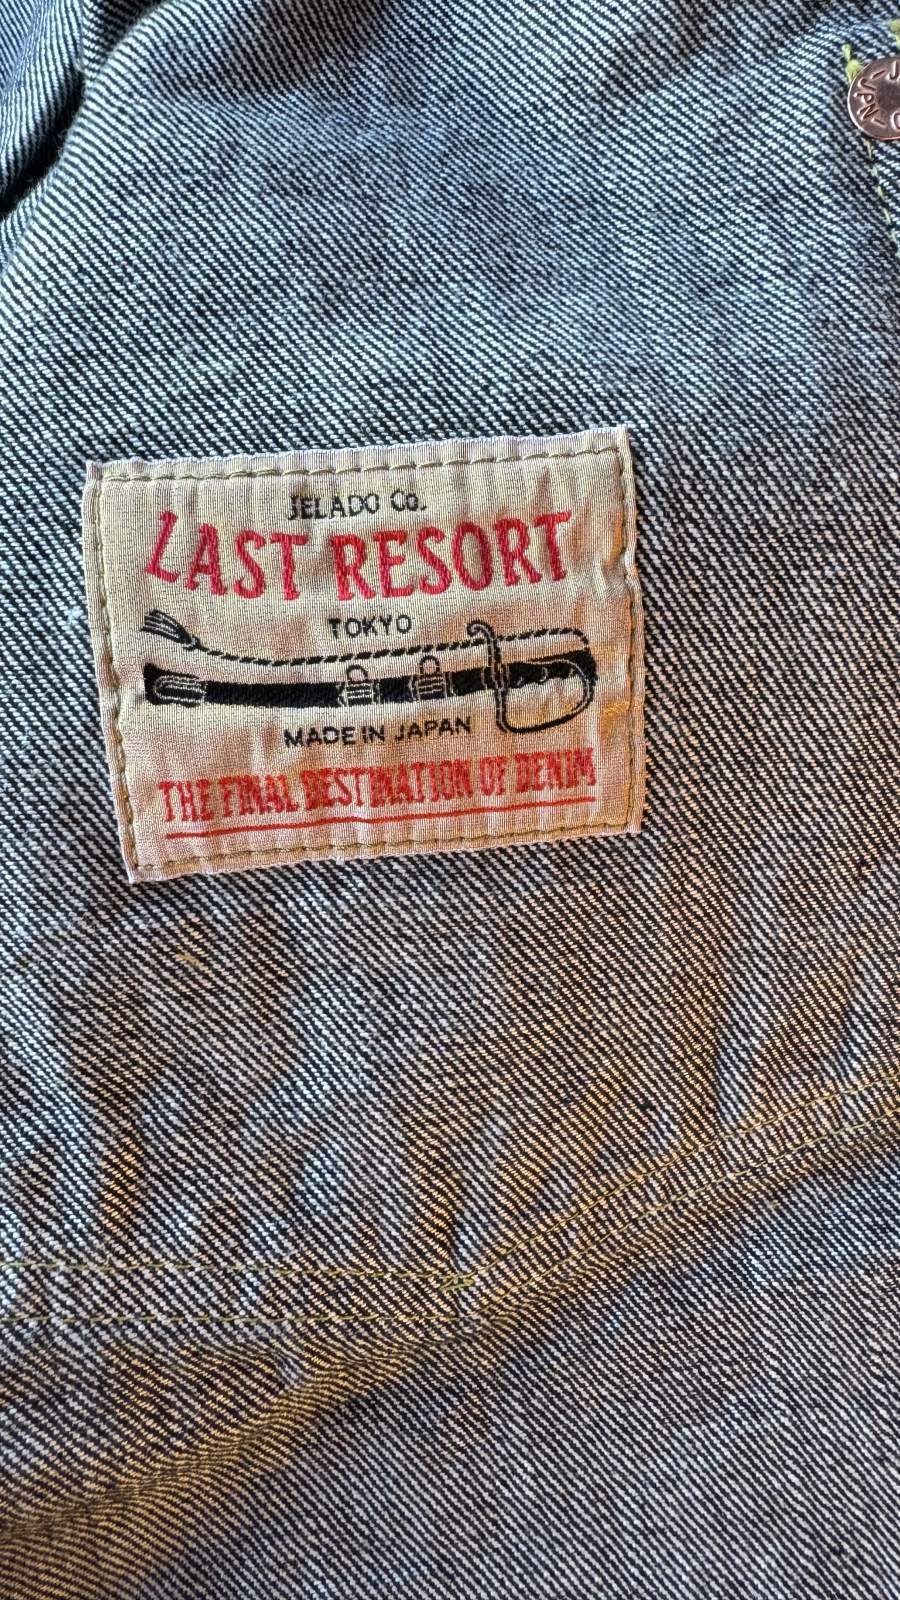 JELADO Co.
LAST RESORT
TOKYO
MADE IN JAPAN
THE FINAL DESTINATION OF DENIM